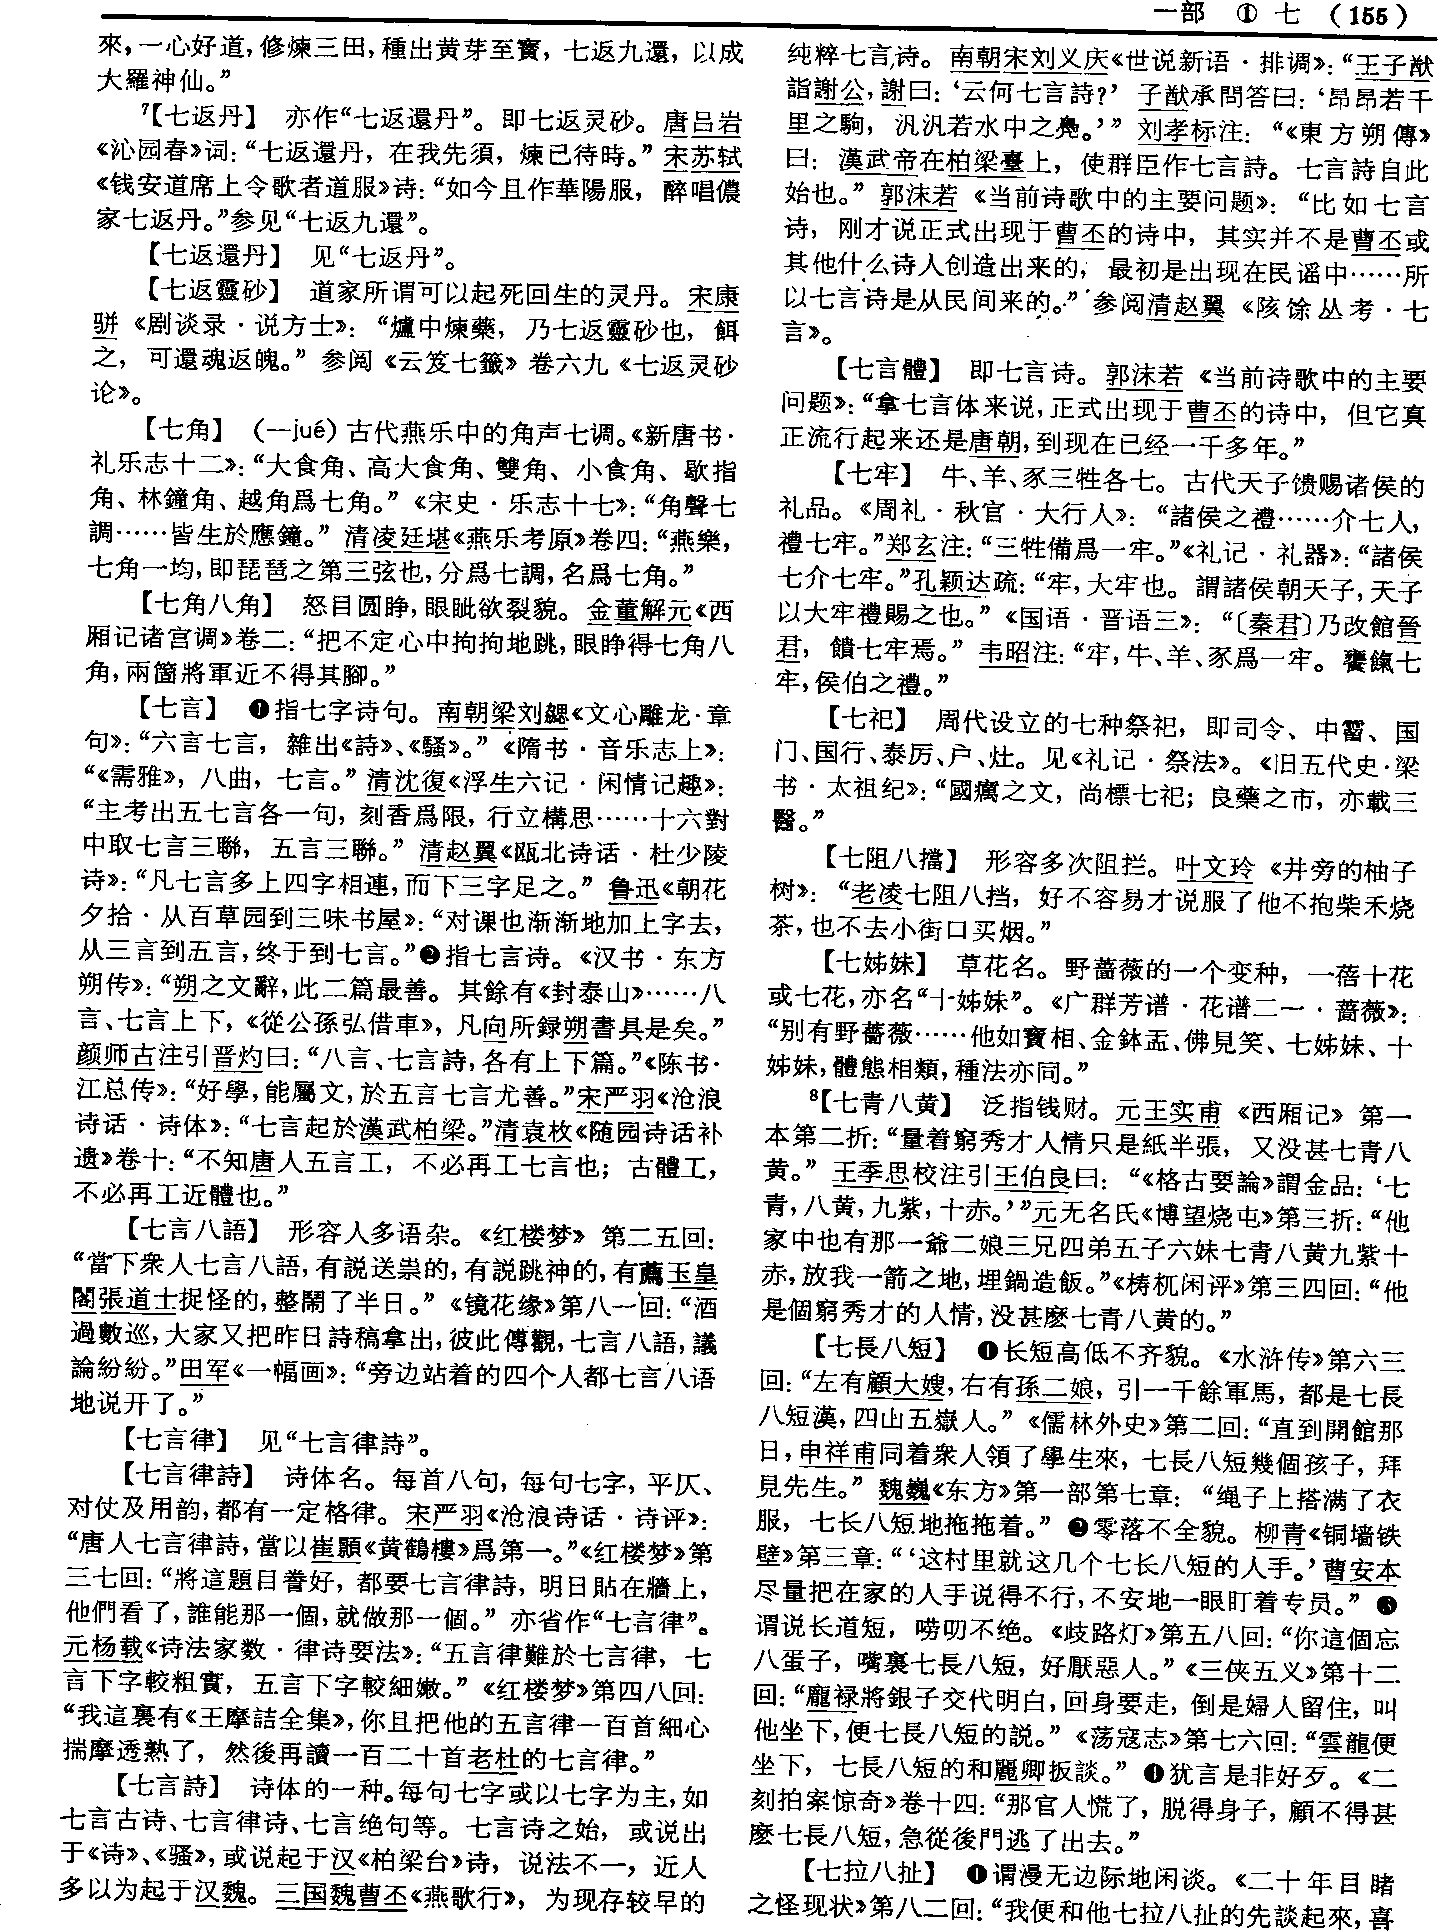 一部 ① 七 (155)
來，一心好道，修煉三田，種出黄芽至寳，七返九還，以成
大羅神仙。”
7【七返丹】 亦作“七返還丹”。即七返灵砂。唐吕岩
《沁园春》词：“七返還丹，在我先須，煉已待時。”宋苏轼
《钱安道席上令歌者道服》诗：“如今且作華陽服，醉唱儂
家七返丹。”参见“七返九還”。
【七返還丹】 见“七返丹”。
【七返靈砂】 道家所谓可以起死回生的灵丹。宋康
骈《剧谈录·说方士》：“爐中煉藥，乃七返靈砂也，餌
之，可還魂返魄。”参阅《云笈七籤》卷六九《七返灵砂
论》。
【七角】 (—jué)古代燕乐中的角声七调。《新唐书·
礼乐志十二》：“大食角、高大食角、雙角、小食角、歇指
角、林鐘角、越角爲七角。”《宋史·乐志十七》：“角聲七
調……皆生於應鐘。”清凌廷堪《燕乐考原》卷四：“燕樂，
七角一均，即琵琶之第三弦也，分爲七調，名爲七角。”
【七角八角】 怒目圆睁，眼眦欲裂貌。金董解元《西
厢记诸宫调》卷二：“把不定心中拘拘地跳，眼睁得七角八
角，兩箇將軍近不得其腳。”
【七言】 ❶指七字诗句。南朝梁刘勰《文心雕龙·章
句》：“六言七言，雜出《詩》、《騷》。”《隋书·音乐志上》：
“《需雅》，八曲，七言。”清沈復《浮生六记·闲情记趣》：
“主考出五七言各一句，刻香爲限，行立構思……十六對
中取七言三聯，五言三聯。”清赵翼《瓯北诗话·杜少陵
诗》：“凡七言多上四字相連，而下三字足之。”鲁迅《朝花
夕拾·从百草园到三味书屋》：“对课也渐渐地加上字去，
从三言到五言，终于到七言。”❷指七言诗。《汉书·东方
朔传》：“朔之文辭，此二篇最善。其餘有《封泰山》……八
言、七言上下，《從公孫弘借車》，凡向所録朔書具是矣。”
颜师古注引晋灼曰：“八言、七言詩，各有上下篇。”《陈书·
江总传》：“好學，能屬文，於五言七言尤善。”宋严羽《沧浪
诗话·诗体》：“七言起於漢武柏梁。”清袁枚《随园诗话补
遗》卷十：“不知唐人五言工，不必再工七言也；古體工，
不必再工近體也。”
【七言八語】 形容人多语杂。《红楼梦》第二五回：
“當下衆人七言八語，有説送祟的，有説跳神的，有薦玉皇
閣張道士捉怪的，整鬧了半日。”《镜花缘》第八一回：“酒
過數巡，大家又把昨日詩稿拿出，彼此傳觀，七言八語，議
論紛紛。”田军《一幅画》：“旁边站着的四个人都七言八语
地说开了。”
【七言律】 见“七言律詩”。
【七言律詩】 诗体名。每首八句，每句七字，平仄、
对仗及用韵，都有一定格律。宋严羽《沧浪诗话·诗评》：
“唐人七言律詩，當以崔顥《黄鶴樓》爲第一。”《红楼梦》第
三七回：“將這題目謄好，都要七言律詩，明日貼在牆上，
他們看了，誰能那一個，就做那一個。”亦省作“七言律”。
元杨载《诗法家数·律诗要法》：“五言律難於七言律，七
言下字較粗實，五言下字較細嫩。”《红楼梦》第四八回：
“我這裏有《王摩詰全集》，你且把他的五言律一百首細心
揣摩透熟了，然後再讀一百二十首老杜的七言律。”
【七言詩】 诗体的一种。每句七字或以七字为主，如
七言古诗、七言律诗、七言绝句等。七言诗之始，或说出
于《诗》、《骚》，或说起于汉《柏梁台》诗，说法不一，近人
多以为起于汉魏。三国魏曹丕《燕歌行》，为现存较早的
纯粹七言诗。南朝宋刘义庆《世说新语·排调》：“王子猷
詣謝公，謝曰：‘云何七言詩？’子猷承問答曰：‘昂昂若千
里之駒，汎汎若水中之鳧。’”刘孝标注：“《東方朔傳》
曰：漢武帝在柏梁臺上，使群臣作七言詩。七言詩自此
始也。”郭沫若《当前诗歌中的主要问题》：“比如七言
诗，刚才说正式出现于曹丕的诗中，其实并不是曹丕或
其他什么诗人创造出来的，最初是出现在民谣中……所
以七言诗是从民间来的。”参阅清赵翼《陔馀丛考·七
言》。
【七言體】 即七言诗。郭沫若《当前诗歌中的主要
问题》：“拿七言体来说，正式出现于曹丕的诗中，但它真
正流行起来还是唐朝，到现在已经一千多年。”
【七牢】 牛、羊、豕三牲各七。古代天子馈赐诸侯的
礼品。《周礼·秋官·大行人》：“諸侯之禮……介七人，
禮七牢。”郑玄注：“三牲備爲一牢。”《礼记·礼器》：“諸侯
七介七牢。”孔颖达疏：“牢，大牢也。謂諸侯朝天子，天子
以大牢禮賜之也。”《国语·晋语三》：“〔秦君〕乃改館晉
君，饋七牢焉。”韦昭注：“牢，牛、羊、豕爲一牢。饔餼七
牢，侯伯之禮。”
【七祀】 周代设立的七种祭祀，即司令、中霤、国
门、国行、泰厉、户、灶。见《礼记·祭法》。《旧五代史·梁
书·太祖纪》：“國癘之文，尚標七祀；良藥之市，亦載三
醫。”
【七阻八擋】 形容多次阻拦。叶文玲《井旁的柚子
树》：“老凌七阻八挡，好不容易才说服了他不抱柴禾烧
茶，也不去小街口买烟。”
【七姊妹】 草花名。野蔷薇的一个变种，一蓓十花
或七花，亦名“十姊妹”。《广群芳谱·花谱二一·蔷薇》：
“别有野薔薇……他如寳相、金鉢盂、佛見笑、七姊妹、十
姊妹，體態相類，種法亦同。”
8【七青八黄】 泛指钱财。元王实甫《西厢记》第一
本第二折：“量着窮秀才人情只是紙半張，又没甚七青八
黄。”王季思校注引王伯良曰：“《格古要論》謂金品：‘七
青，八黄，九紫，十赤。’”元无名氏《博望烧屯》第三折：“他
家中也有那一爺二娘三兄四弟五子六妹七青八黄九紫十
赤，放我一箭之地，埋鍋造飯。”《梼杌闲评》第三四回：“他
是個窮秀才的人情，没甚麽七青八黄的。”
【七長八短】 ❶长短高低不齐貌。《水浒传》第六三
回：“左有顧大嫂，右有孫二娘，引一千餘軍馬，都是七長
八短漢，四山五嶽人。”《儒林外史》第二回：“直到開館那
日，申祥甫同着衆人領了學生來，七長八短幾個孩子，拜
見先生。”魏巍《东方》第一部第七章：“绳子上搭满了衣
服，七长八短地拖拖着。”❷零落不全貌。柳青《铜墙铁
壁》第三章：“‘这村里就这几个七长八短的人手。’曹安本
尽量把在家的人手说得不行，不安地一眼盯着专员。”❸
谓说长道短，唠叨不绝。《歧路灯》第五八回：“你這個忘
八蛋子，嘴裏七長八短，好厭惡人。”《三侠五义》第十二
回：“龐禄將銀子交代明白，回身要走，倒是婦人留住，叫
他坐下，便七長八短的説。”《荡寇志》第七六回：“雲龍便
坐下，七長八短的和麗卿扳談。”❹犹言是非好歹。《二
刻拍案惊奇》卷十四：“那官人慌了，脱得身子，顧不得甚
麽七長八短，急從後門逃了出去。”
【七拉八扯】 ❶谓漫无边际地闲谈。《二十年目睹
之怪现状》第八二回：“我便和他七拉八扯的先談起來，喜